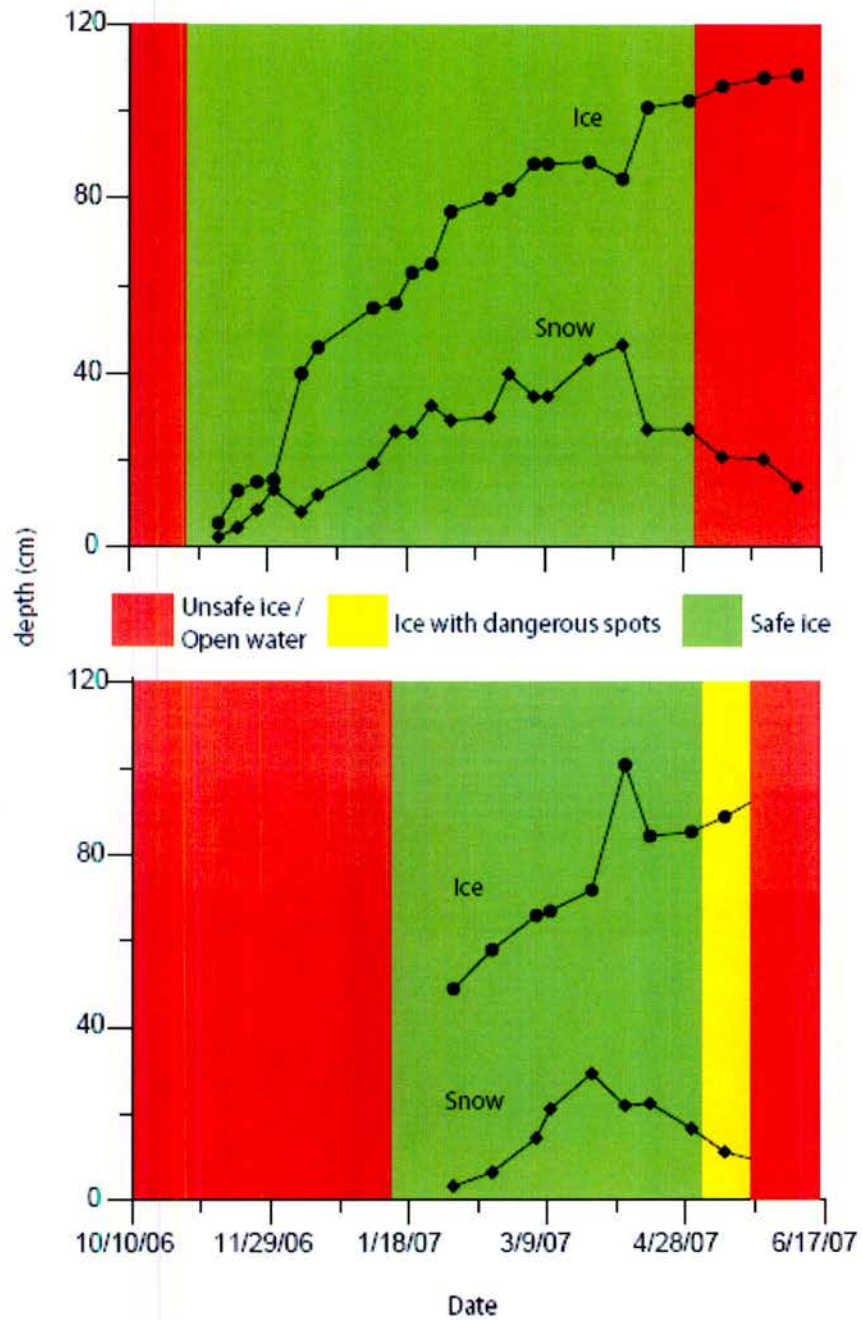 120
80
40
0
Ice
Snow
depth (cm)
Unsafe ice /
Open water
Ice with dangerous spots
Safe ice
120
80
40
0
Ice
Snow
10/10/06 11/29/06 1/18/07 3/9/07 4/28/07 6/17/07
Date